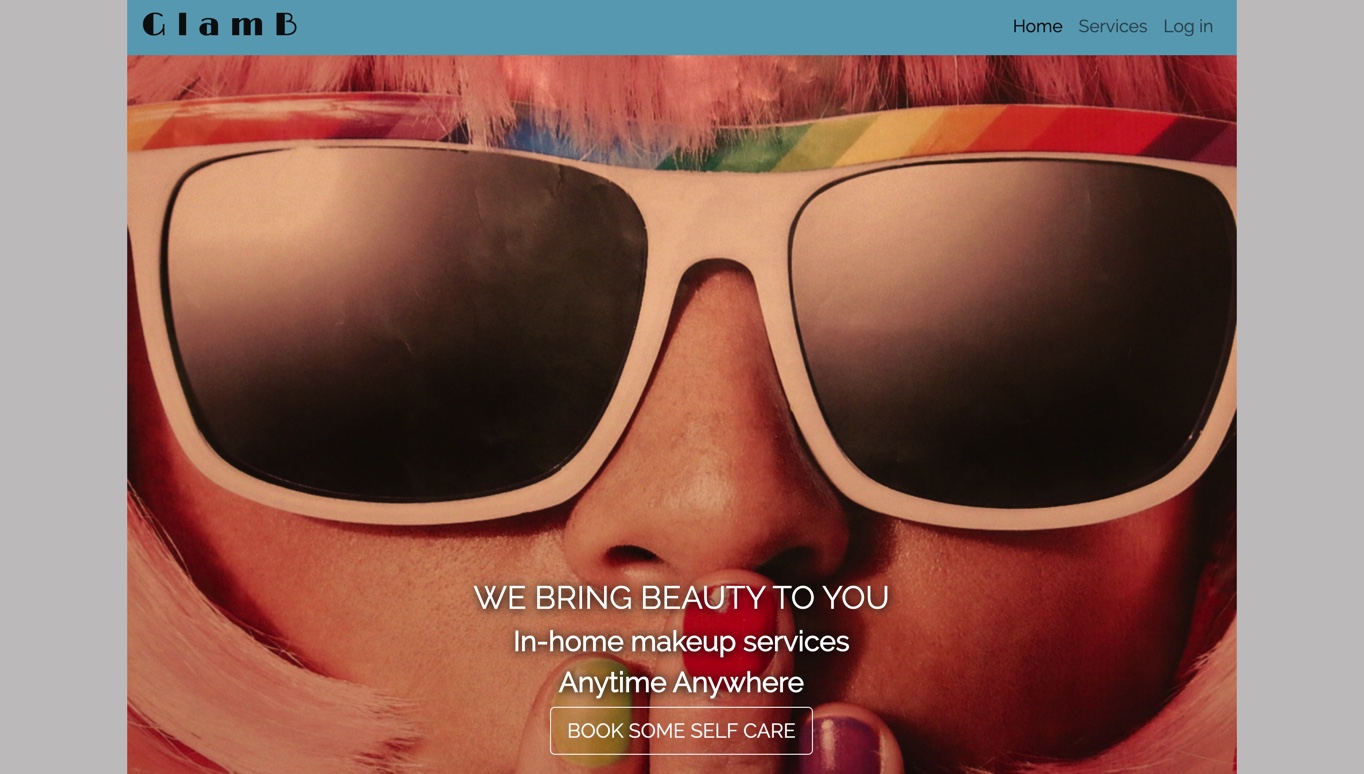 GlamB
Home Services Log in
WE BRING BEAUTY TO YOU
In-home makeup services
Anytime Anywhere
BOOK SOME SELF CARE